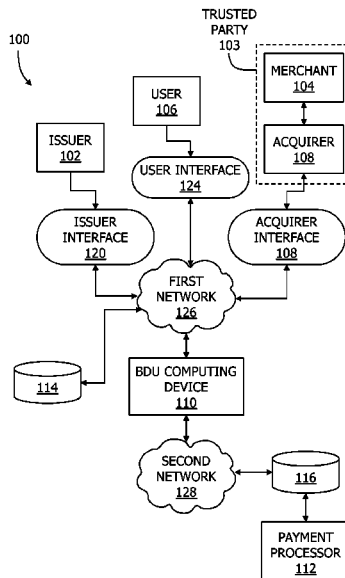 100
TRUSTED
PARTY
103
MERCHANT
104
USER
106
ISSUER
102
ACQUIRER
108
USER INTERFACE
124
ISSUER
INTERFACE
120
ACQUIRER
INTERFACE
108
FIRST
NETWORK
126
114
BDU COMPUTING
DEVICE
110
SECOND
NETWORK
128
116
PAYMENT
PROCESSOR
112